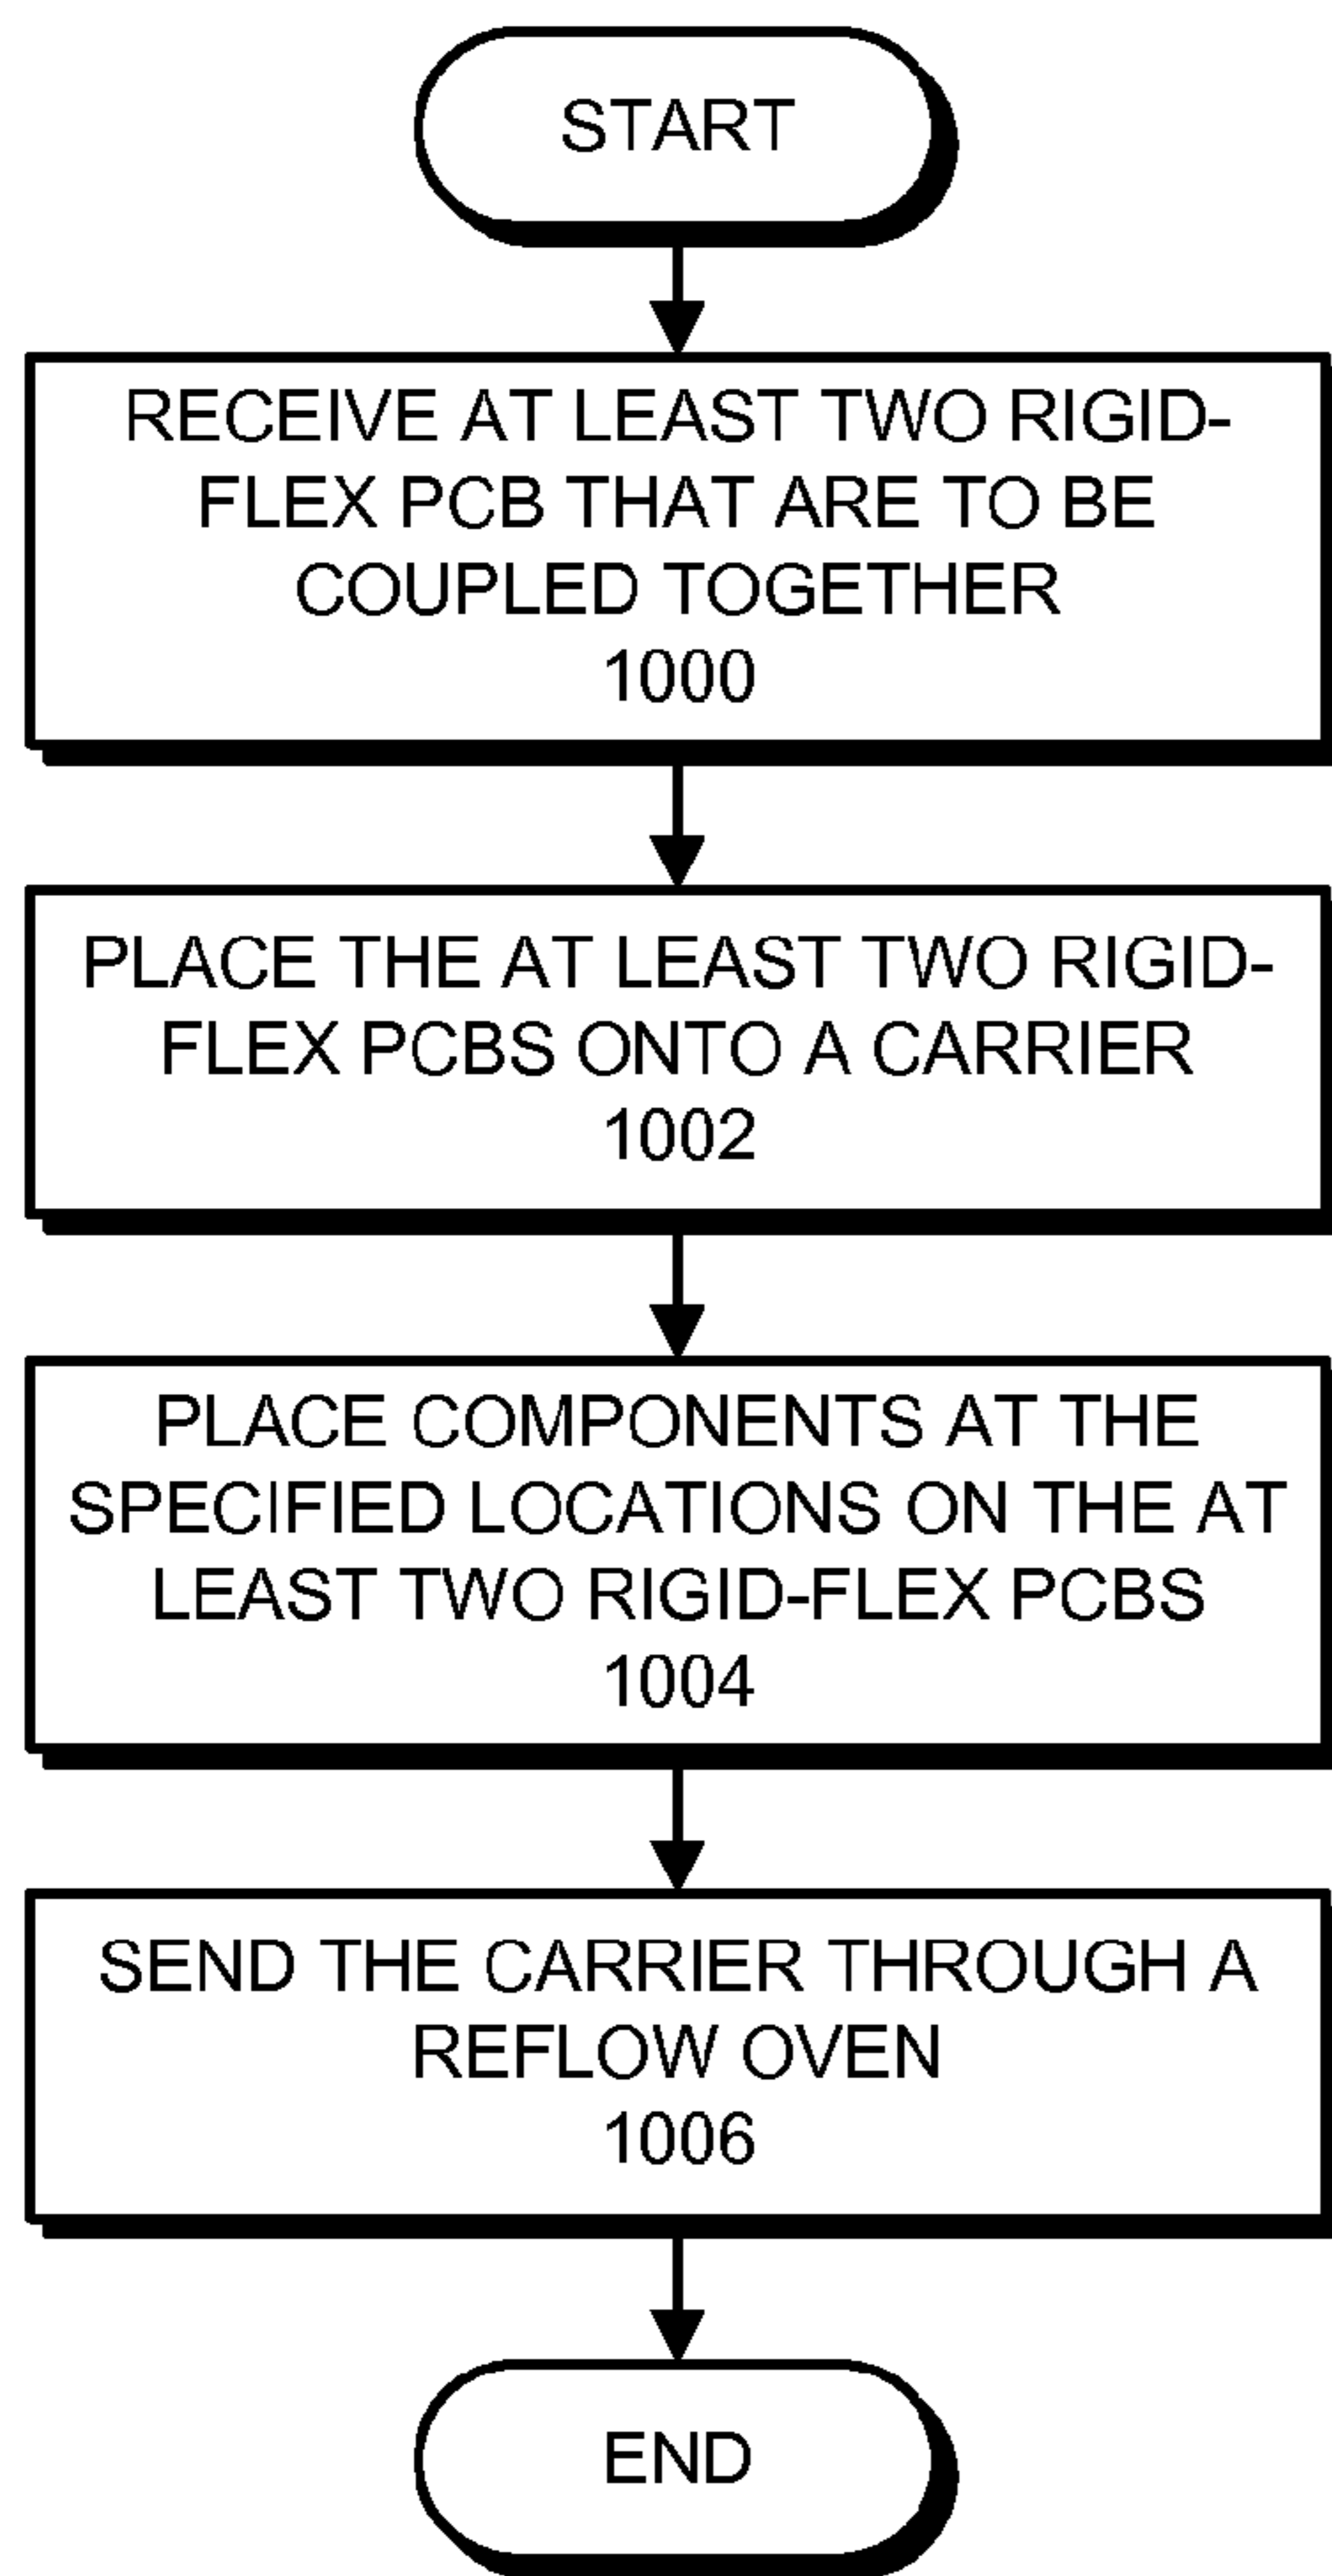 START
RECEIVE AT LEAST TWO RIGID-
FLEX PCB THAT ARE TO BE
COUPLED TOGETHER
1000
PLACE THE AT LEAST TWO RIGID-
FLEX PCBS ONTO A CARRIER
1002
PLACE COMPONENTS AT THE
SPECIFIED LOCATIONS ON THE AT
LEAST TWO RIGID-FLEX PCBS
1004
SEND THE CARRIER THROUGH A
REFLOW OVEN
1006
END